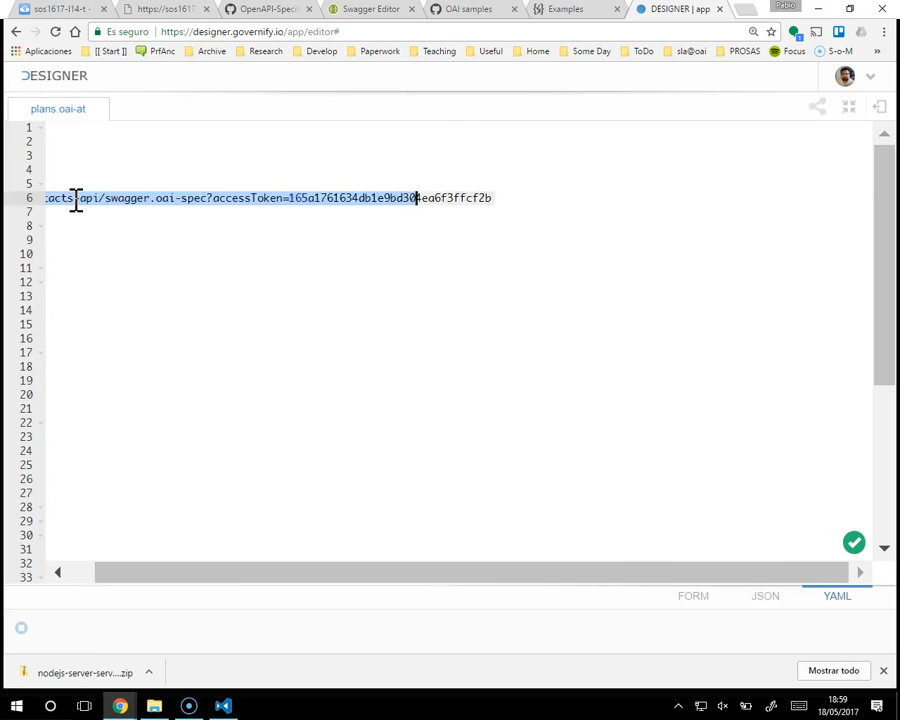 sos1617-l14-t -
https://sos1617
OpenAPI-Specif
Swagger Editor
OAI samples
Examples
DESIGNER | app
Pablo
Es seguro
https://designer.governify.io/app/editor#
Aplicaciones
[[ Start ]]
PrfAnc
Archive
Research
Develop
Paperwork
Teaching
Useful
Home
Some Day
ToDo
sla@oai
PROSAS
Focus
S-o-M
»
DESIGNER
plans.oai-at
1
2
3
4
5
6 tacts-api/swagger.oai-spec?accessToken=165a1761634db1e9bd304ea6f3ffcf2b
7
8
9
10
11
12
13
14
15
16
17
18
19
20
21
22
23
24
25
26
27
28
29
30
31
32
33
FORM
JSON
YAML
nodejs-server-serv....zip
Mostrar todo
18:59
18/05/2017